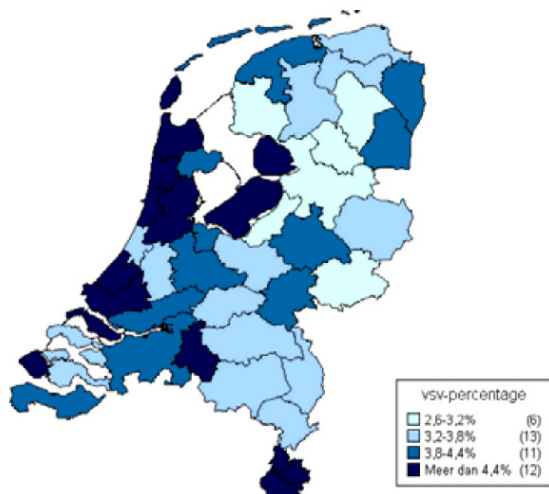 vsv-percentage
2,6-3,2% (6)
3,2-3,8% (13)
3,8-4,4% (11)
Meer dan 4,4% (12)